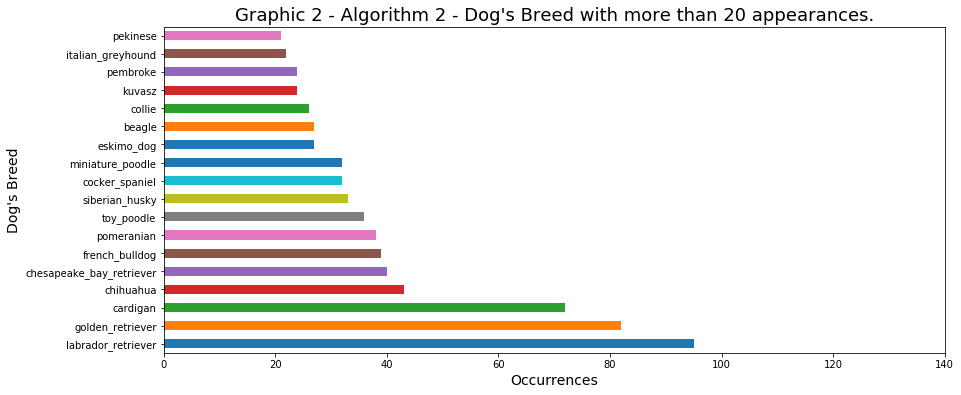 Graphic 2 - Algorithm 2 - Dog's Breed with more than 20 appearances.
Dog's Breed
pekinese
italian_greyhound
pembroke
kuvasz
collie
beagle
eskimo_dog
miniature_poodle
cocker_spaniel
siberian_husky
toy_poodle
pomeranian
french_bulldog
chesapeake_bay_retriever
chihuahua
cardigan
golden_retriever
labrador_retriever
0 20 40 60 80 100 120 140
Occurrences